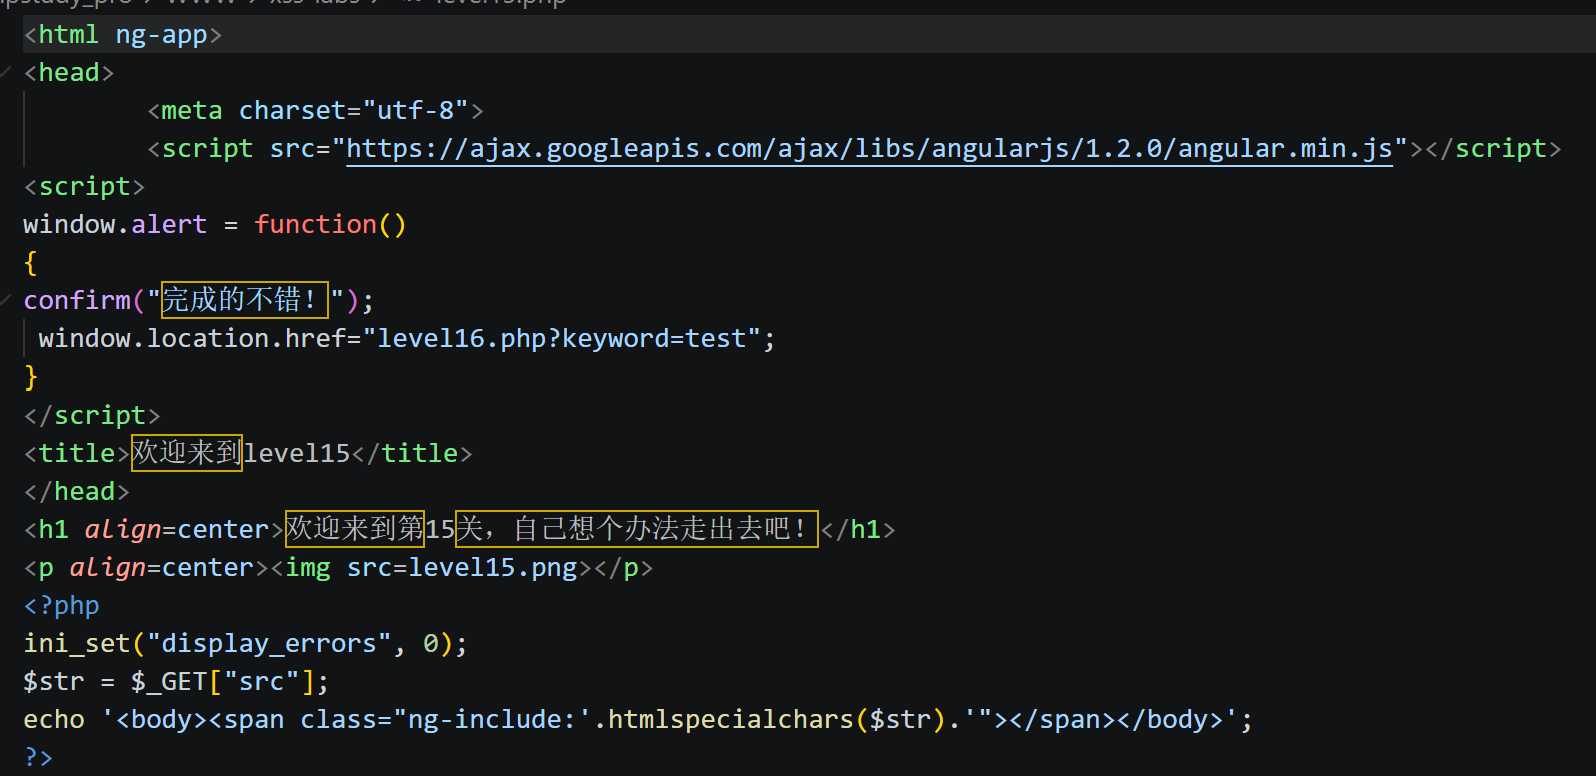 WWW
<html ng-app>
<head>
<meta charset="utf-8">
<script src="https://ajax.googleapis.com/ajax/libs/angularjs/1.2.0/angular.min.js"></script>
<script>
window.alert = function()
{
confirm("完成的不错！");
window.location.href="level16.php?keyword=test";
}
</script>
<title>欢迎来到level15</title>
</head>
<h1 align=center>欢迎来到第15关，自己想个办法走出去吧！</h1>
<p align=center><img src=level15.png></p>
<?php
ini_set("display_errors", 0);
$str = $_GET["src"];
echo '<body><span class="ng-include:'.htmlspecialchars($str).'"></span></body>';
?>